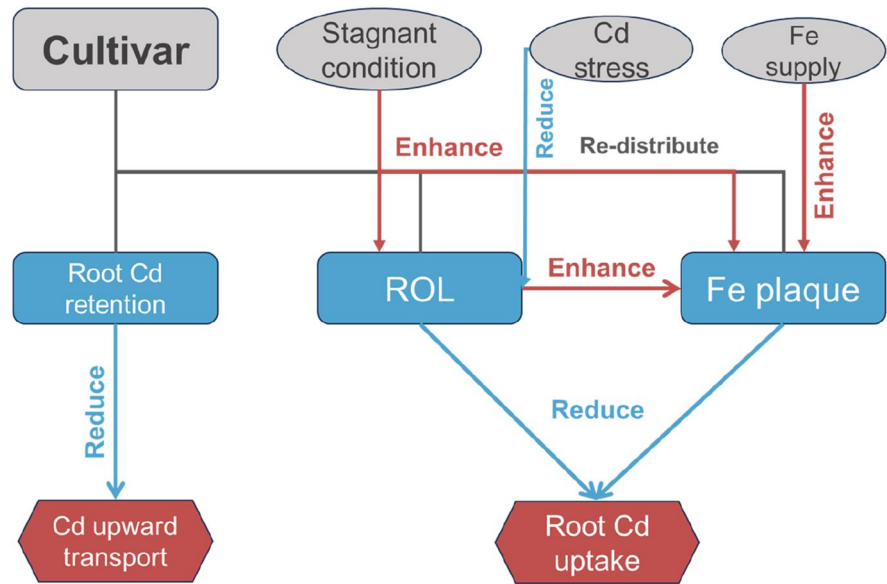 Cultivar
Stagnant
condition
Cd
stress
Fe
supply
Reduce
Enhance
Enhance
Re-distribute
Root Cd
retention
ROL
Enhance
Fe plaque
Reduce
Reduce
Cd upward
transport
Root Cd
uptake